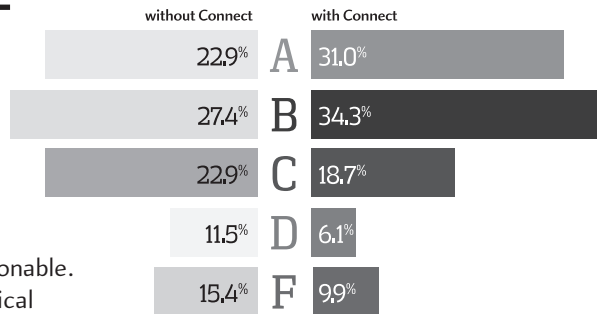 without Connect with Connect
22.9% A 31.0%
27.4% B 34.3%
22.9% C 18.7%
11.5% D 6.1%
onable.
15.4% F 9.9%
ical